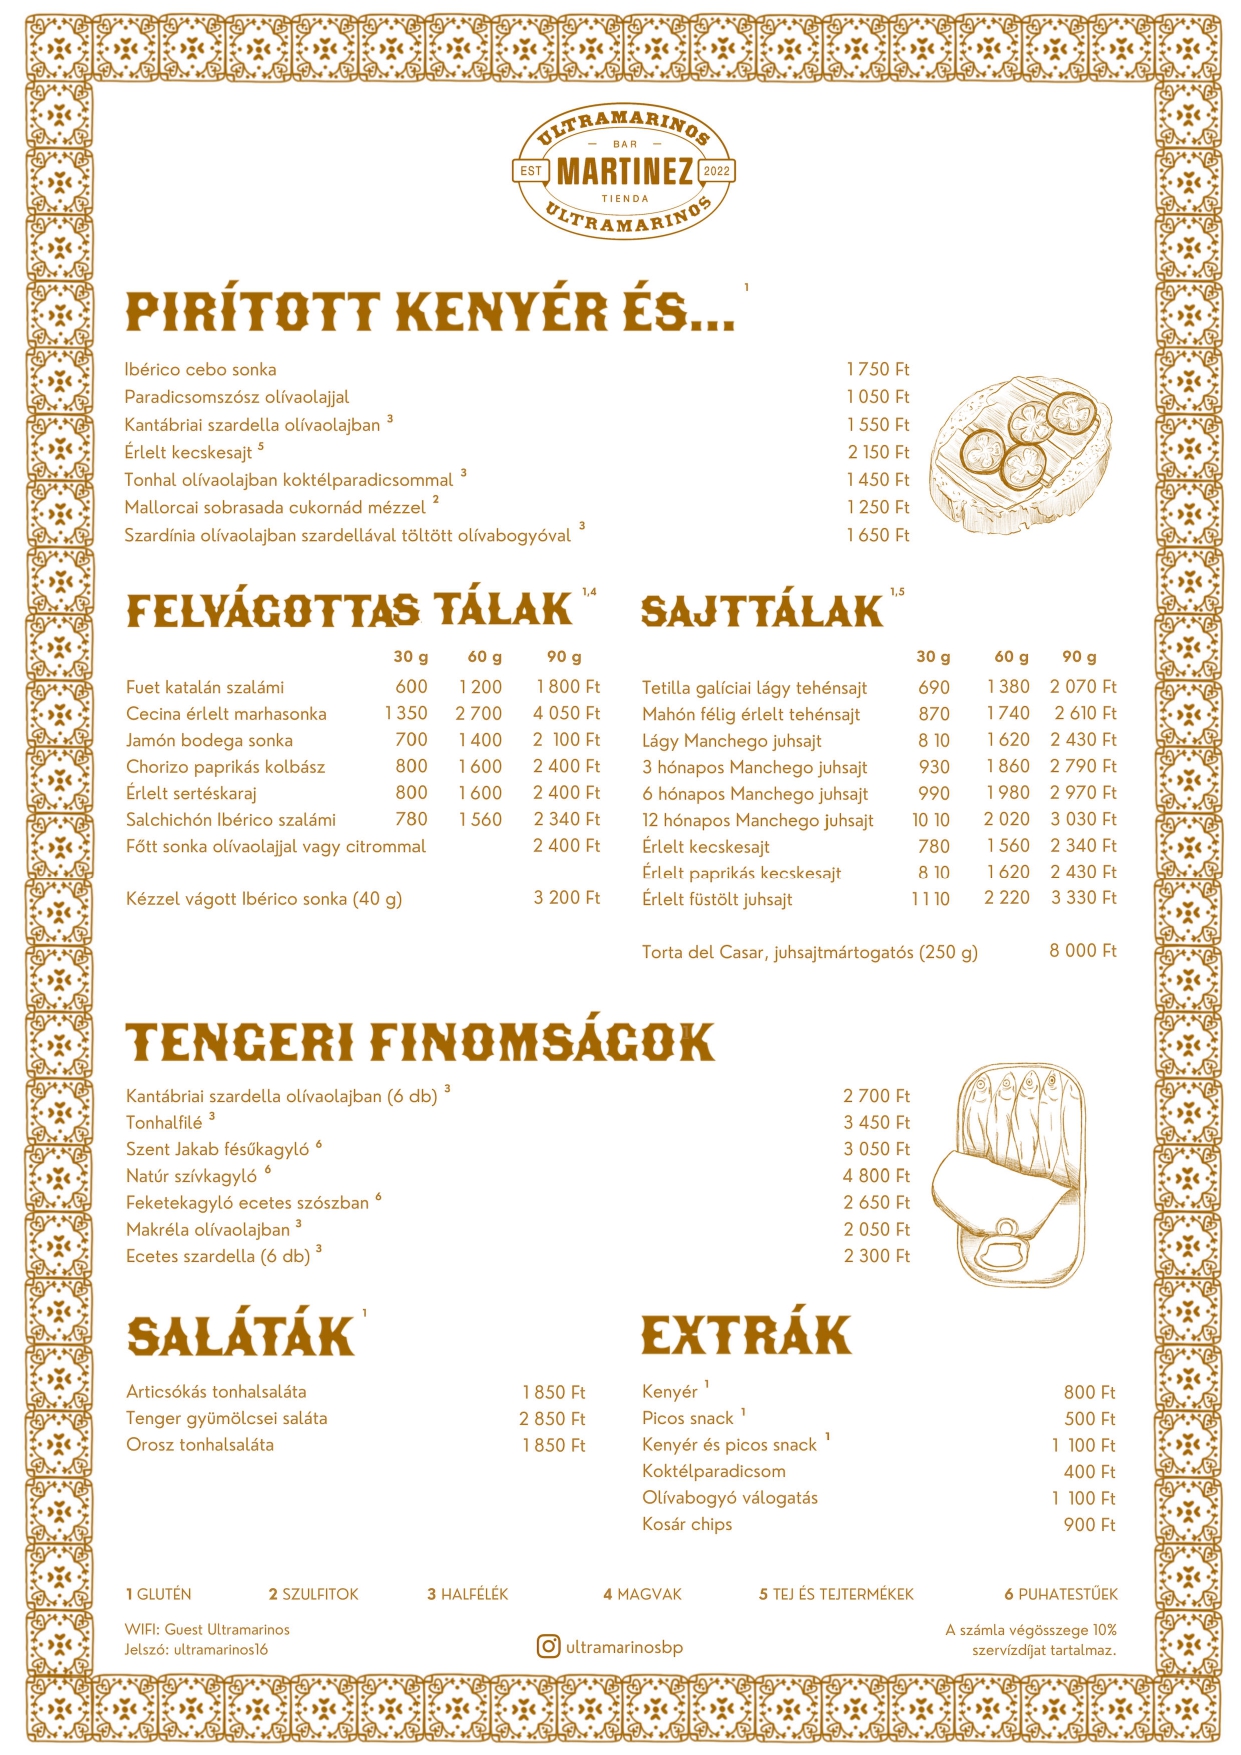 ULTRAMARINOS
BAR
EST MARTINEZ 2022
TIENDA
ULTRAMARINOS
PIRÍTOTT KENYÉR ÉS... 1
Ibérico cebo sonka 1 750 Ft
Paradicsomszósz olívaolajjal 1 050 Ft
Kantábriai szardella olívaolajban 3 1 550 Ft
Érlelt kecskesajt 5 2 150 Ft
Tonhal olívaolajban koktélparadicsommal 3 1 450 Ft
Mallorcai sobrasada cukornád mézzel 2 1 250 Ft
Szardínia olívaolajban szardellával töltött olívabogyóval 3 1 650 Ft
FELVÁGOTTAS TÁLAK 1,4
30 g 60 g 90 g
Fuet katalán szalámi 600 1 200 1 800 Ft
Cecina érlelt marhasonka 1 350 2 700 4 050 Ft
Jamón bodega sonka 700 1 400 2 100 Ft
Chorizo paprikás kolbász 800 1 600 2 400 Ft
Érlelt sertéskaraj 800 1 600 2 400 Ft
Salchichón Ibérico szalámi 780 1 560 2 340 Ft
Főtt sonka olívaolajjal vagy citrommal 2 400 Ft
Kézzel vágott Ibérico sonka (40 g) 3 200 Ft
SAJTTÁLAK 1,5
30 g 60 g 90 g
Tetilla galíciai lágy tehénsajt 690 1 380 2 070 Ft
Mahón félig érlelt tehénsajt 870 1 740 2 610 Ft
Lágy Manchego juhsajt 8 10 1 620 2 430 Ft
3 hónapos Manchego juhsajt 930 1 860 2 790 Ft
6 hónapos Manchego juhsajt 990 1 980 2 970 Ft
12 hónapos Manchego juhsajt 10 10 2 020 3 030 Ft
Érlelt kecskesajt 780 1 560 2 340 Ft
Érlelt paprikás kecskesajt 8 10 1 620 2 430 Ft
Érlelt füstölt juhsajt 1 1 10 2 220 3 330 Ft
Torta del Casar, juhsajtmártogatós (250 g) 8 000 Ft
TENGERI FINOMSÁGOK
Kantábriai szardella olívaolajban (6 db) 3 2 700 Ft
Tonhalfilé 3 3 450 Ft
Szent Jakab fésűkagyló 6 3 050 Ft
Natúr szívkagyló 6 4 800 Ft
Feketekagyló ecetes szószban 6 2 650 Ft
Makréla olívaolajban 3 2 050 Ft
Ecetes szardella (6 db) 3 2 300 Ft
SALÁTÁK 1
Articsókás tonhalsaláta 1 850 Ft
Tenger gyümölcsei saláta 2 850 Ft
Orosz tonhalsaláta 1 850 Ft
EXTRÁK
Kenyér 1 800 Ft
Picos snack 1 500 Ft
Kenyér és picos snack 1 1 100 Ft
Koktélparadicsom 400 Ft
Olívabogyó válogatás 1 100 Ft
Kosár chips 900 Ft
1 GLUTÉN 2 SZULFITOK 3 HALFÉLÉK 4 MAGVAK 5 TEJ ÉS TEJTERMÉKEK 6 PUHATESTŰEK
WIFI: Guest Ultramarinos
Jelszó: ultramarinos16
ultramarinosbp
A számla végösszege 10%
szervízdíjat tartalmaz.